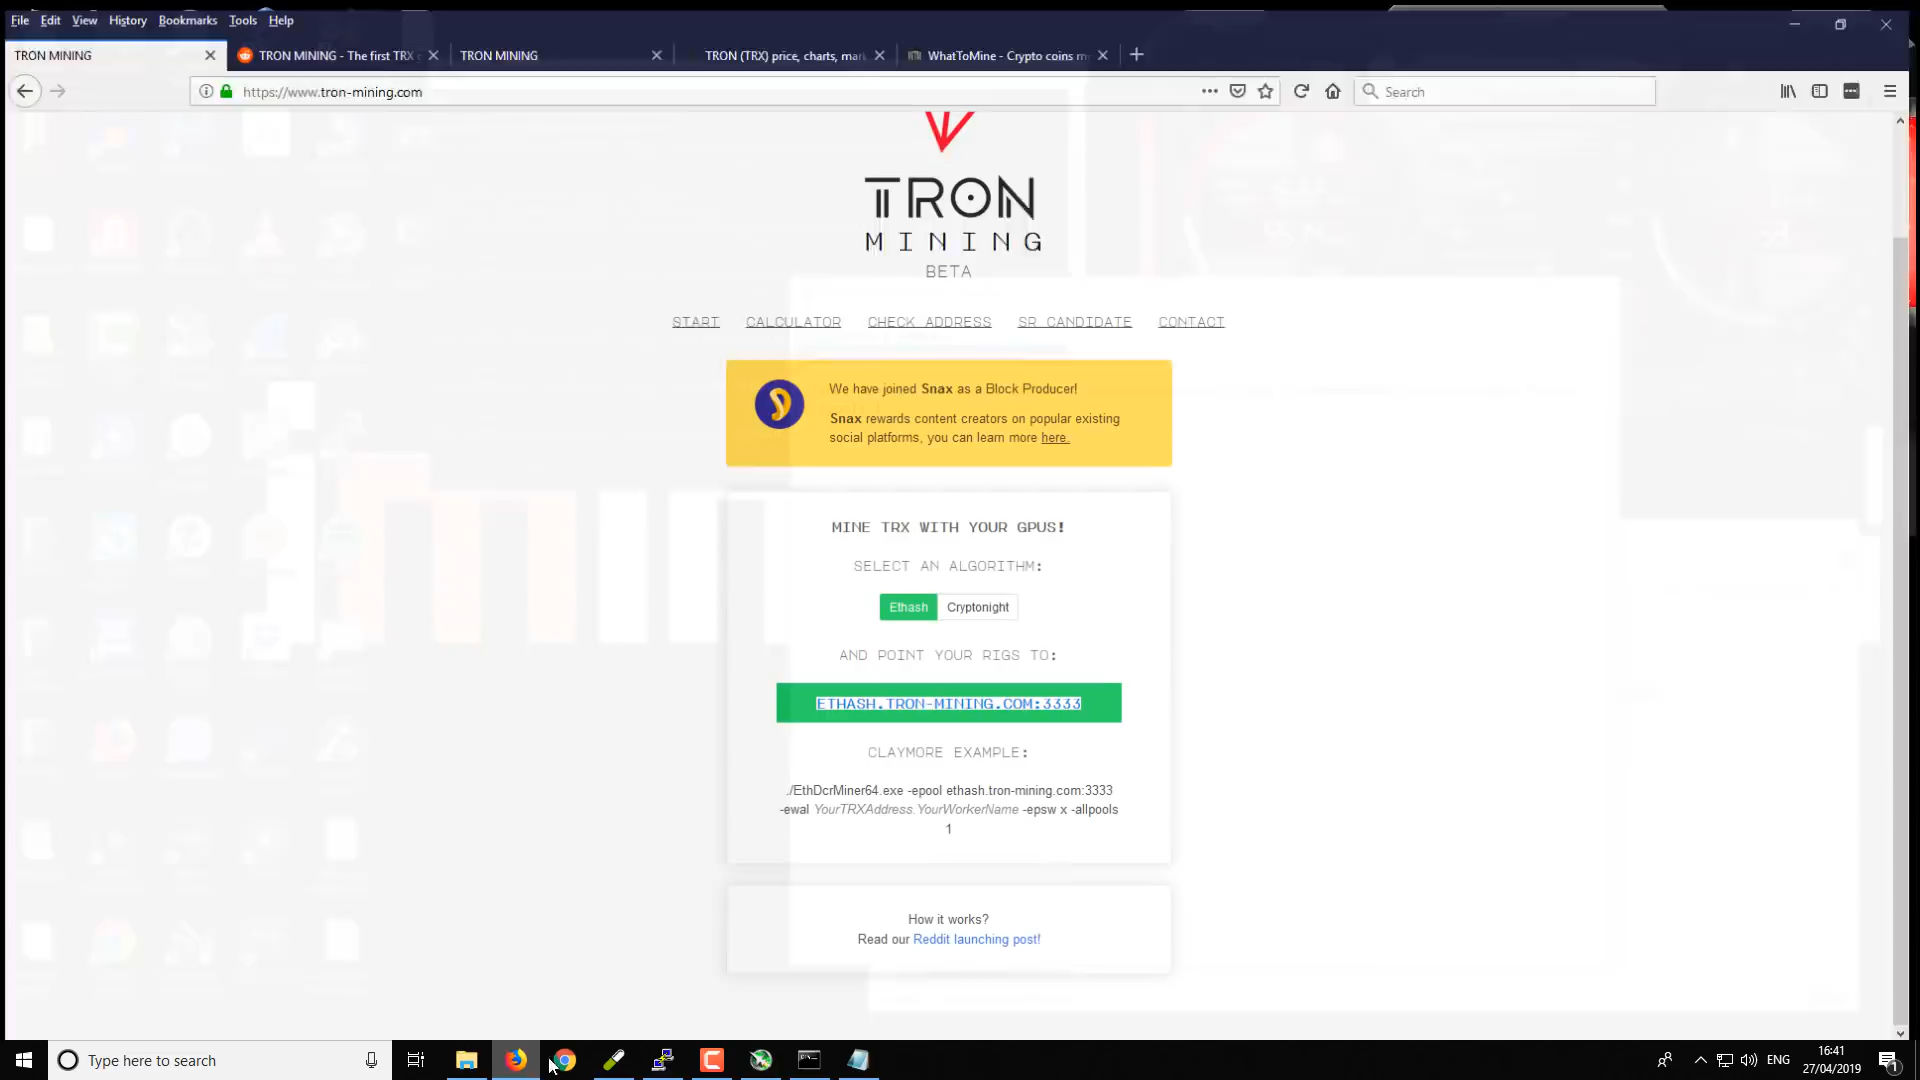 File Edit View History Bookmarks Tools Help
TRON MINING
TRON MINING - The first TRX
TRON MINING
TRON (TRX) price, charts, mar
WhatToMine - Crypto coins m
https://www.tron-mining.com
Search
TRON
MINING
BETA
START CALCULATOR CHECK ADDRESS SR CANDIDATE CONTACT
We have joined Snax as a Block Producer!
Snax rewards content creators on popular existing
social platforms, you can learn more here.
MINE TRX WITH YOUR GPUS!
SELECT AN ALGORITHM:
Ethash Cryptonight
AND POINT YOUR RIGS TO:
ETHASH.TRON-MINING.COM:3333
CLAYMORE EXAMPLE:
./EthDcrMiner64.exe -epool ethash.tron-mining.com:3333
-ewal YourTRXAddress.YourWorkerName -epsw x -allpools
1
How it works?
Read our Reddit launching post!
Type here to search
ENG
16:41
27/04/2019
1